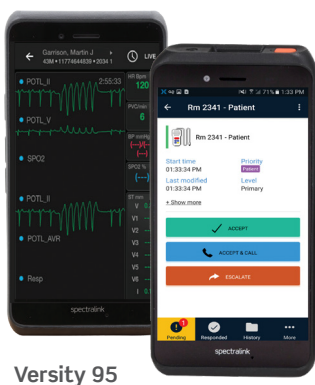 Garrison, Martin J
43M • 11774644839 • 2034 1
LIVE
POTL_II
2:55:33
HR Bpm
120
PVC/min
6
POTL_V
BP mmHg
(---/(---
(---)
SPO2
SPO2 %
(---)
POTL_II
ST mm
V
V1
V2
V3
V4
V5
V6
I
POTL_AVR
Resp
spectralink
71% 1:33 PM
Rm 2341 - Patient
Rm 2341 - Patient
Start time
01:33:34 PM
Priority
Patient
Last modified
01:33:34 PM
Level
Primary
+ Show more
ACCEPT
ACCEPT & CALL
ESCALATE
1
Pending
Responded
History
More
spectralink
Versity 95